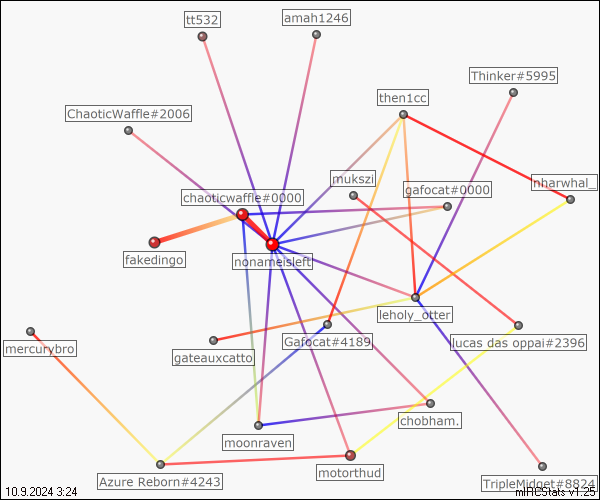 tt532
amah1246
Thinker#5995
then1cc
ChaoticWaffle#2006
mukszi
nharwhal_
chaoticwaffle#0000
gafocat#0000
fakedingo
nonameisleft
leholy_otter
mercurybro
gateauxcatto
Gafocat#4189
lucas das oppai#2396
chobham.
moonraven
motorthud
Azure Reborn#4243
TripleMidget#8824
10.9.2024 3:24
mIRCStats v1.25